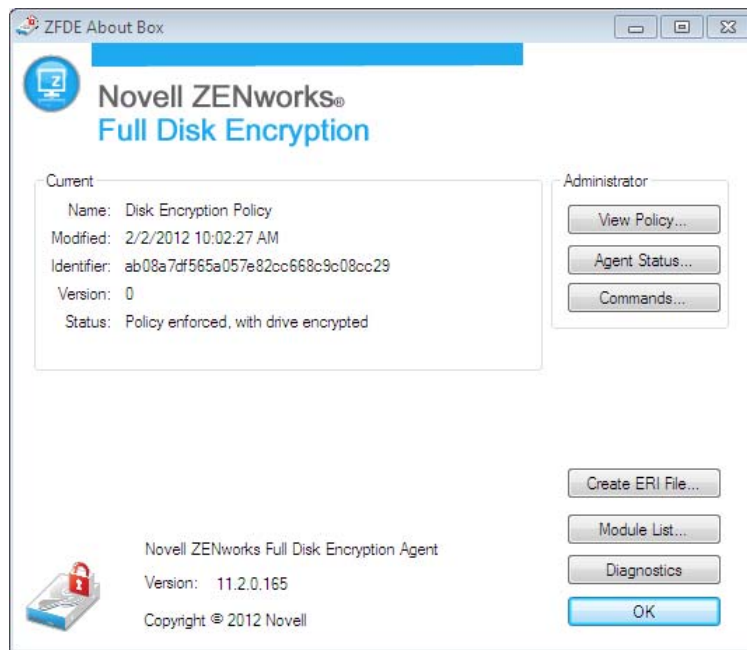 ZFDE About Box
Z
Novell ZENworks®
Full Disk Encryption
Current
Name: Disk Encryption Policy
Modified: 2/2/2012 10:02:27 AM
Identifier: ab08a7df565a057e82cc668c9c08cc29
Version: 0
Status: Policy enforced, with drive encrypted
Administrator
View Policy...
Agent Status...
Commands...
Create ERI File...
Module List...
Diagnostics
OK
Novell ZENworks Full Disk Encryption Agent
Version: 11.2.0.165
Copyright © 2012 Novell